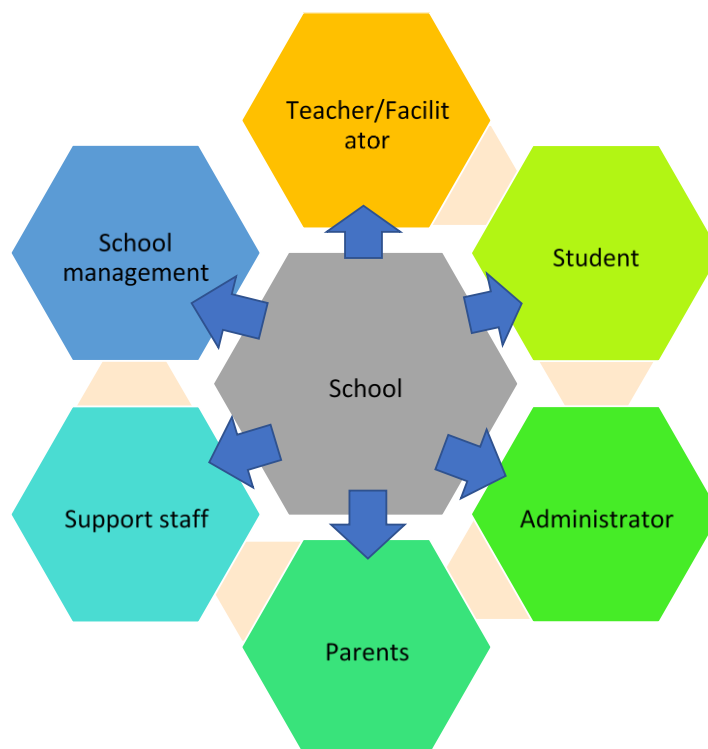 Teacher/Facilit
ator
School
management
Student
School
Support staff
Administrator
Parents